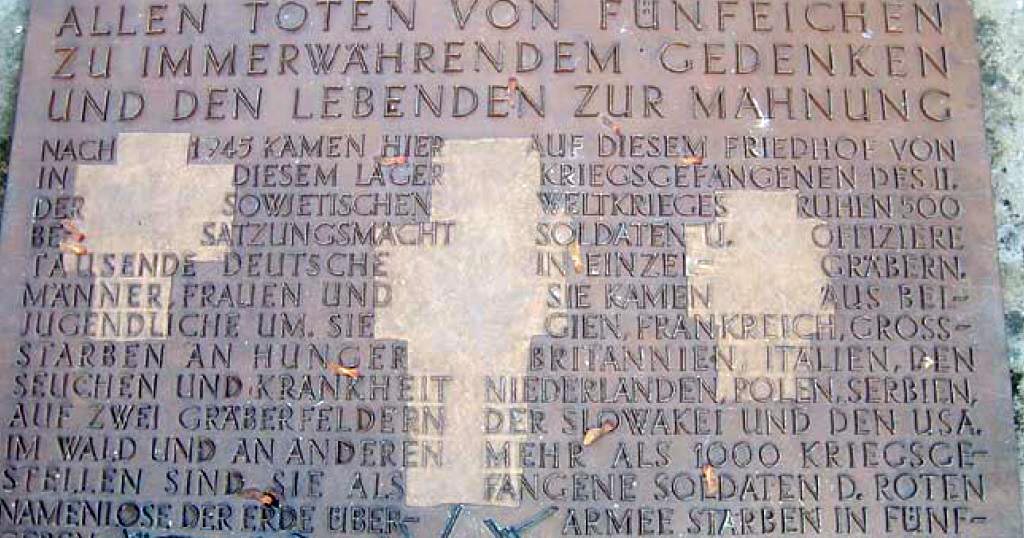 ALLEN TOTEN VON FÜNFEICHEN
ZU IMMERWÄHRENDEM GEDENKEN
UND DEN LEBENDEN ZUR MAHNUNG
NACH 1945 KAMEN HIER
IN DIESEM LAGER
DER SOWJETISCHEN
BESATZUNGSMACHT
TAUSENDE DEUTSCHE
MÄNNER, FRAUEN UND
JUGENDLICHE UM. SIE
STARBEN AN HUNGER
SEUCHEN UND KRANKHEIT
AUF ZWEI GRÄBERFELDERN
IM WALD UND AN ANDEREN
STELLEN SIND SIE ALS
NAMENLOSE DER ERDE ÜBER-
AUF DIESEM FRIEDHOF VON
KRIEGSGEFANGENEN DES II.
WELTKRIEGES RUHEN 500
SOLDATEN U. OFFIZIERE
IN EINZEL- GRÄBERN.
SIE KAMEN AUS BEL-
GIEN, FRANKREICH, GROSS-
BRITANNIEN, ITALIEN, DEN
NIEDERLANDEN, POLEN, SERBIEN,
DER SLOWAKEI UND DEN USA.
MEHR ALS 1000 KRIEGSGE-
FANGENE SOLDATEN D. ROTEN
ARMEE STARBEN IN FÜNF-